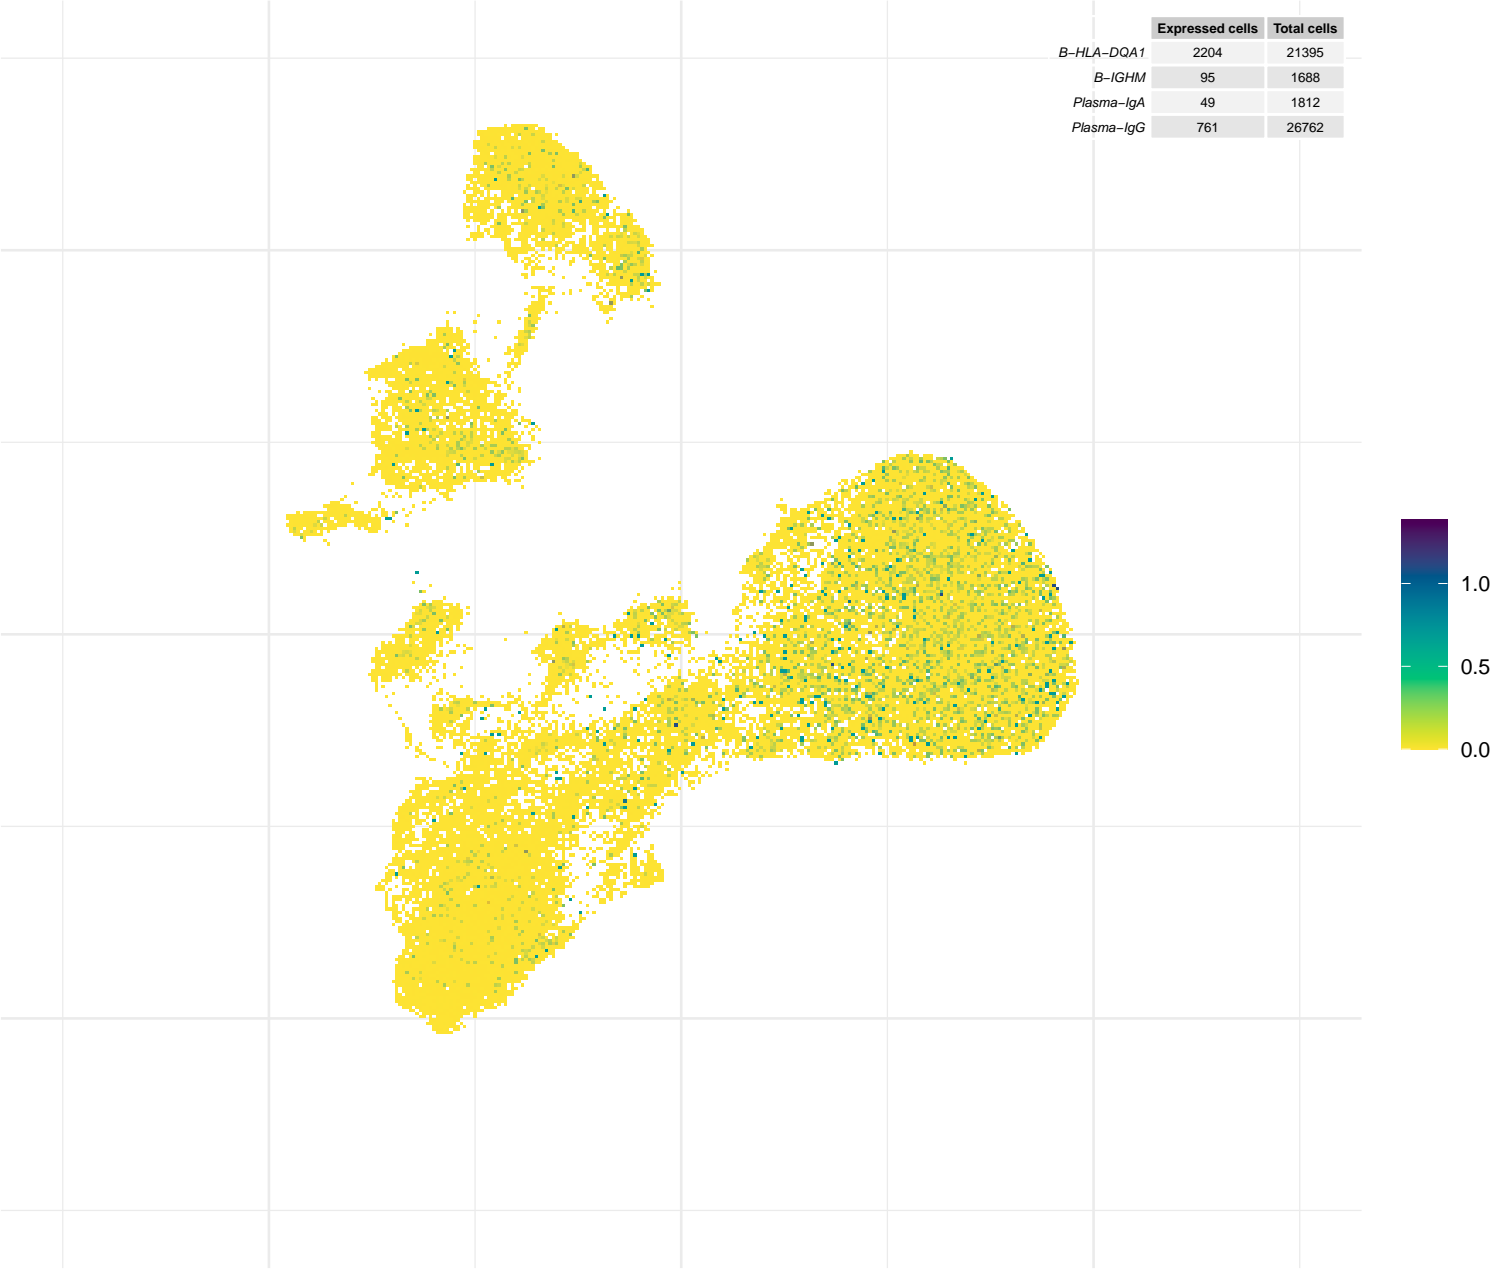 Expressed cells Total cells
B−HLA−DQA1 2204 21395
B−IGHM 95 1688
Plasma−IgA 49 1812
Plasma−IgG 761 26762
1.0
0.5
0.0